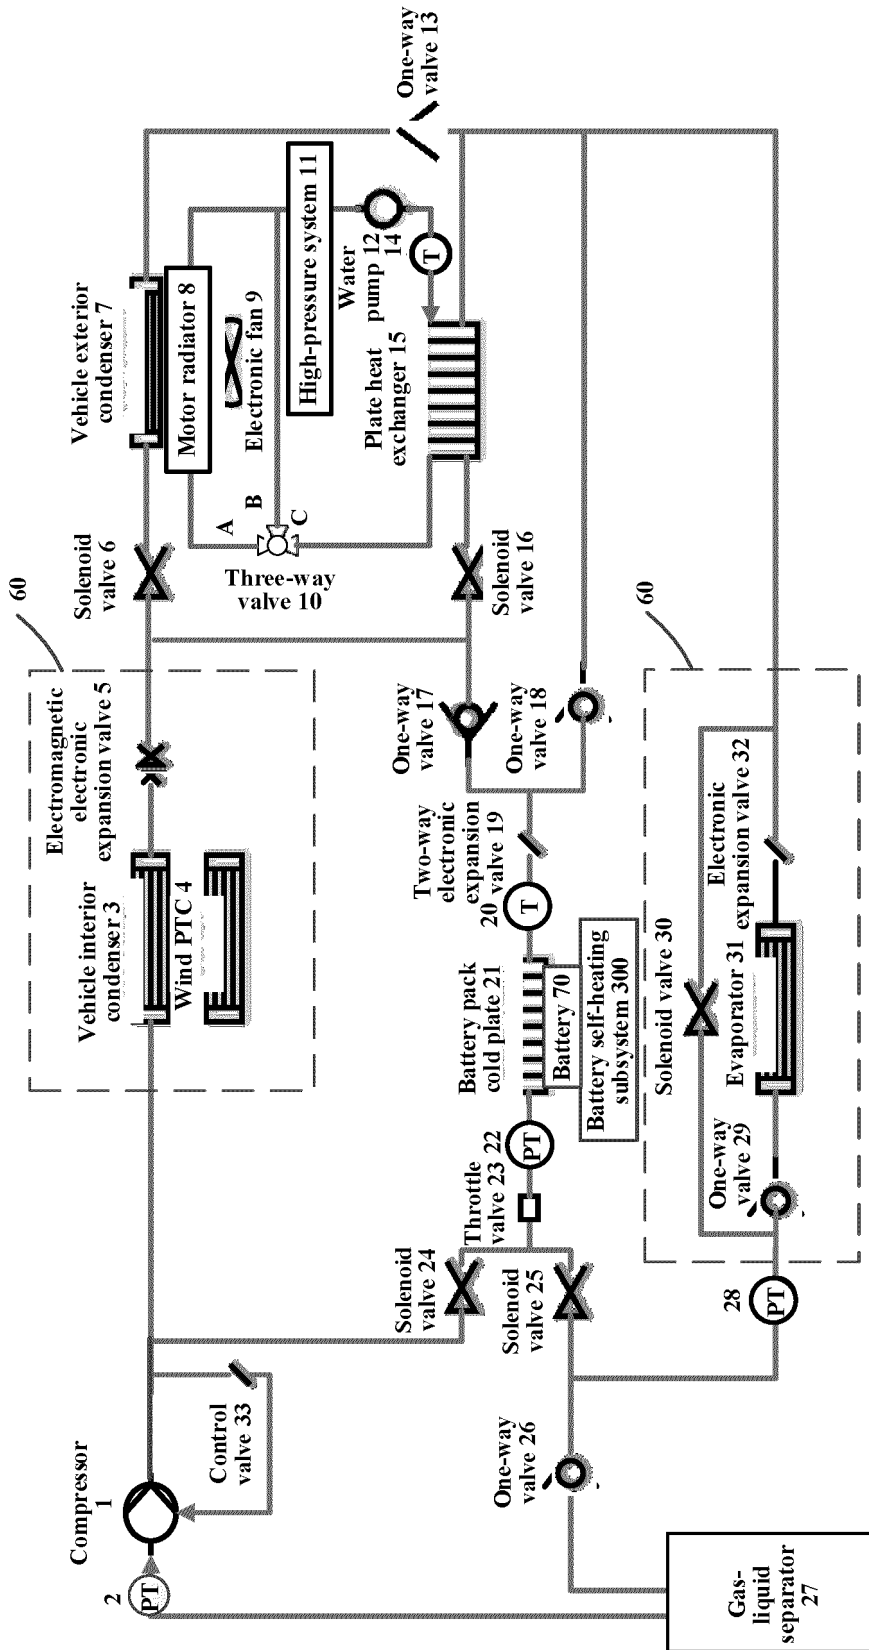 Compressor
1
2
PT
Control
valve 33
60
Vehicle interior
condenser 3
Wind PTC 4
Electromagnetic
electronic
expansion valve 5
Solenoid
valve 6
Vehicle exterior
condenser 7
Motor radiator 8
Electronic fan 9
A
B
C
Three-way
valve 10
High-pressure system 11
Water
pump 12
14
T
One-way
valve 13
Plate heat
exchanger 15
Solenoid
valve 16
One-way
valve 17
One-way
valve 18
Two-way
electronic
expansion
valve 19
20
T
Battery pack
cold plate 21
Battery 70
Battery self-heating
subsystem 300
22
PT
Throttle
valve 23
Solenoid
valve 24
Solenoid
valve 25
One-way
valve 26
Gas-
liquid
separator
27
28
PT
60
One-way
valve 29
Solenoid valve 30
Evaporator 31
Electronic
expansion valve 32